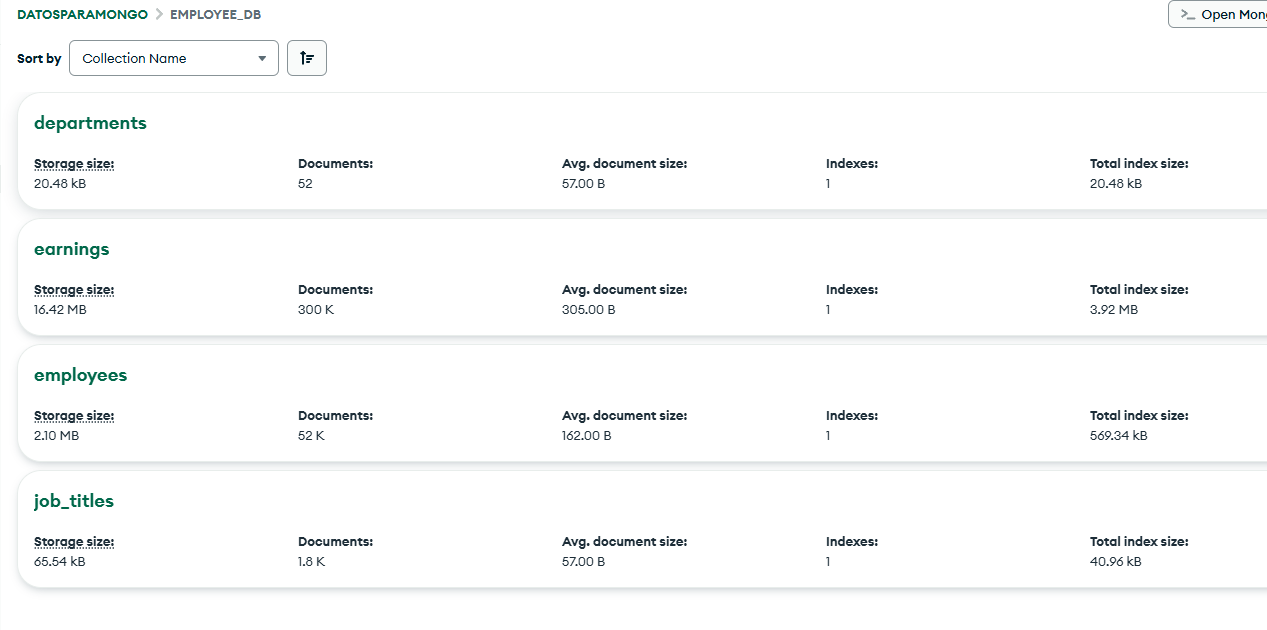 DATOSPARAMONGO > EMPLOYEE_DB
>_ Open Mong
Sort by Collection Name
departments
Storage size: Documents: Avg. document size: Indexes: Total index size:
20.48 kB 52 57.00 B 1 20.48 kB
earnings
Storage size: Documents: Avg. document size: Indexes: Total index size:
16.42 MB 300 K 305.00 B 1 3.92 MB
employees
Storage size: Documents: Avg. document size: Indexes: Total index size:
2.10 MB 52 K 162.00 B 1 569.34 kB
job_titles
Storage size: Documents: Avg. document size: Indexes: Total index size:
65.54 kB 1.8 K 57.00 B 1 40.96 kB